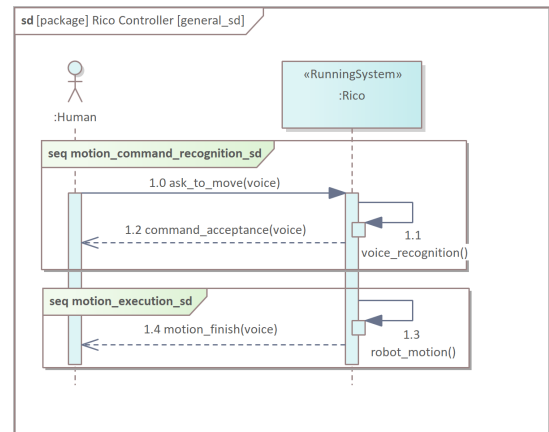 sd [package] Rico Controller [general_sd]
«RunningSystem»
:Rico
:Human
seq motion_command_recognition_sd
1.0 ask_to_move(voice)
1.2 command_acceptance(voice)
1.1
voice_recognition()
seq motion_execution_sd
1.4 motion_finish(voice)
1.3
robot_motion()